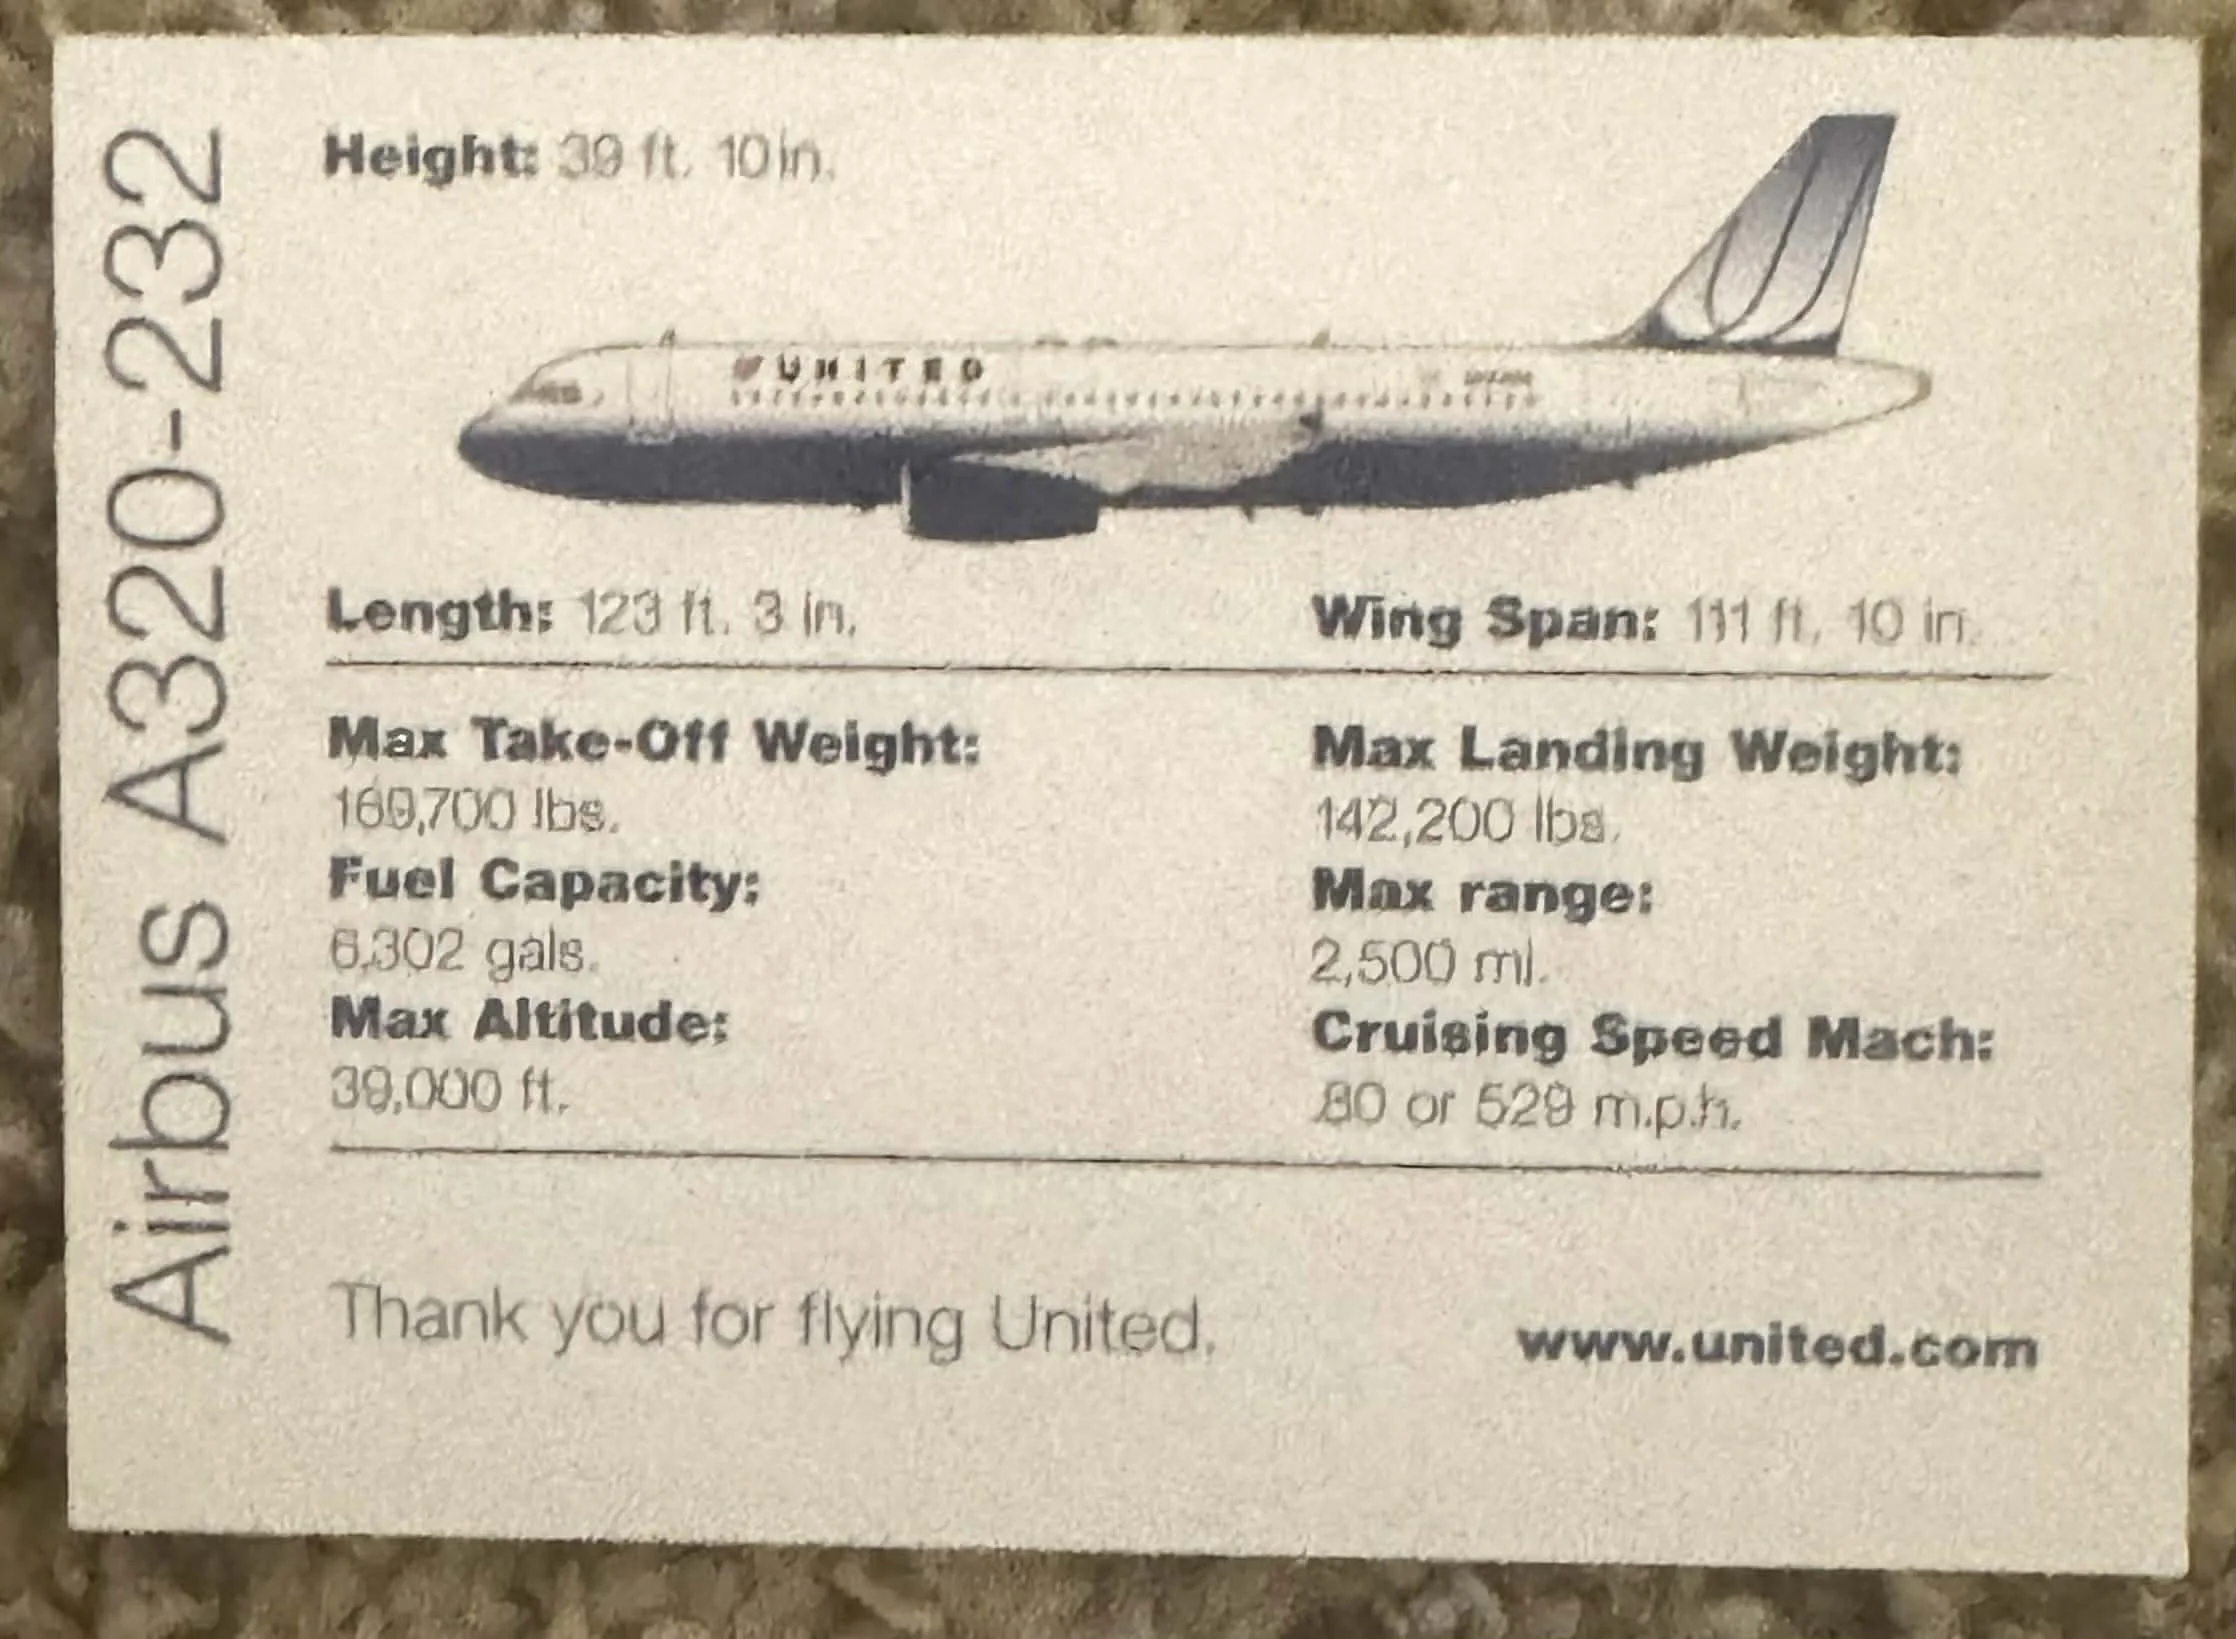 Airbus A320-232
Height: 39 ft. 10in.
UNITED
Length: 123 ft. 3 in.
Wing Span: 111 ft. 10 in.
Max Take-Off Weight:
169,700 lbs.
Fuel Capacity:
6,302 gals.
Max Altitude:
39,000 ft.
Max Landing Weight:
142,200 lbs.
Max range:
2,500 mi.
Cruising Speed Mach:
.80 or 529 m.p.h.
Thank you for flying United.
www.united.com